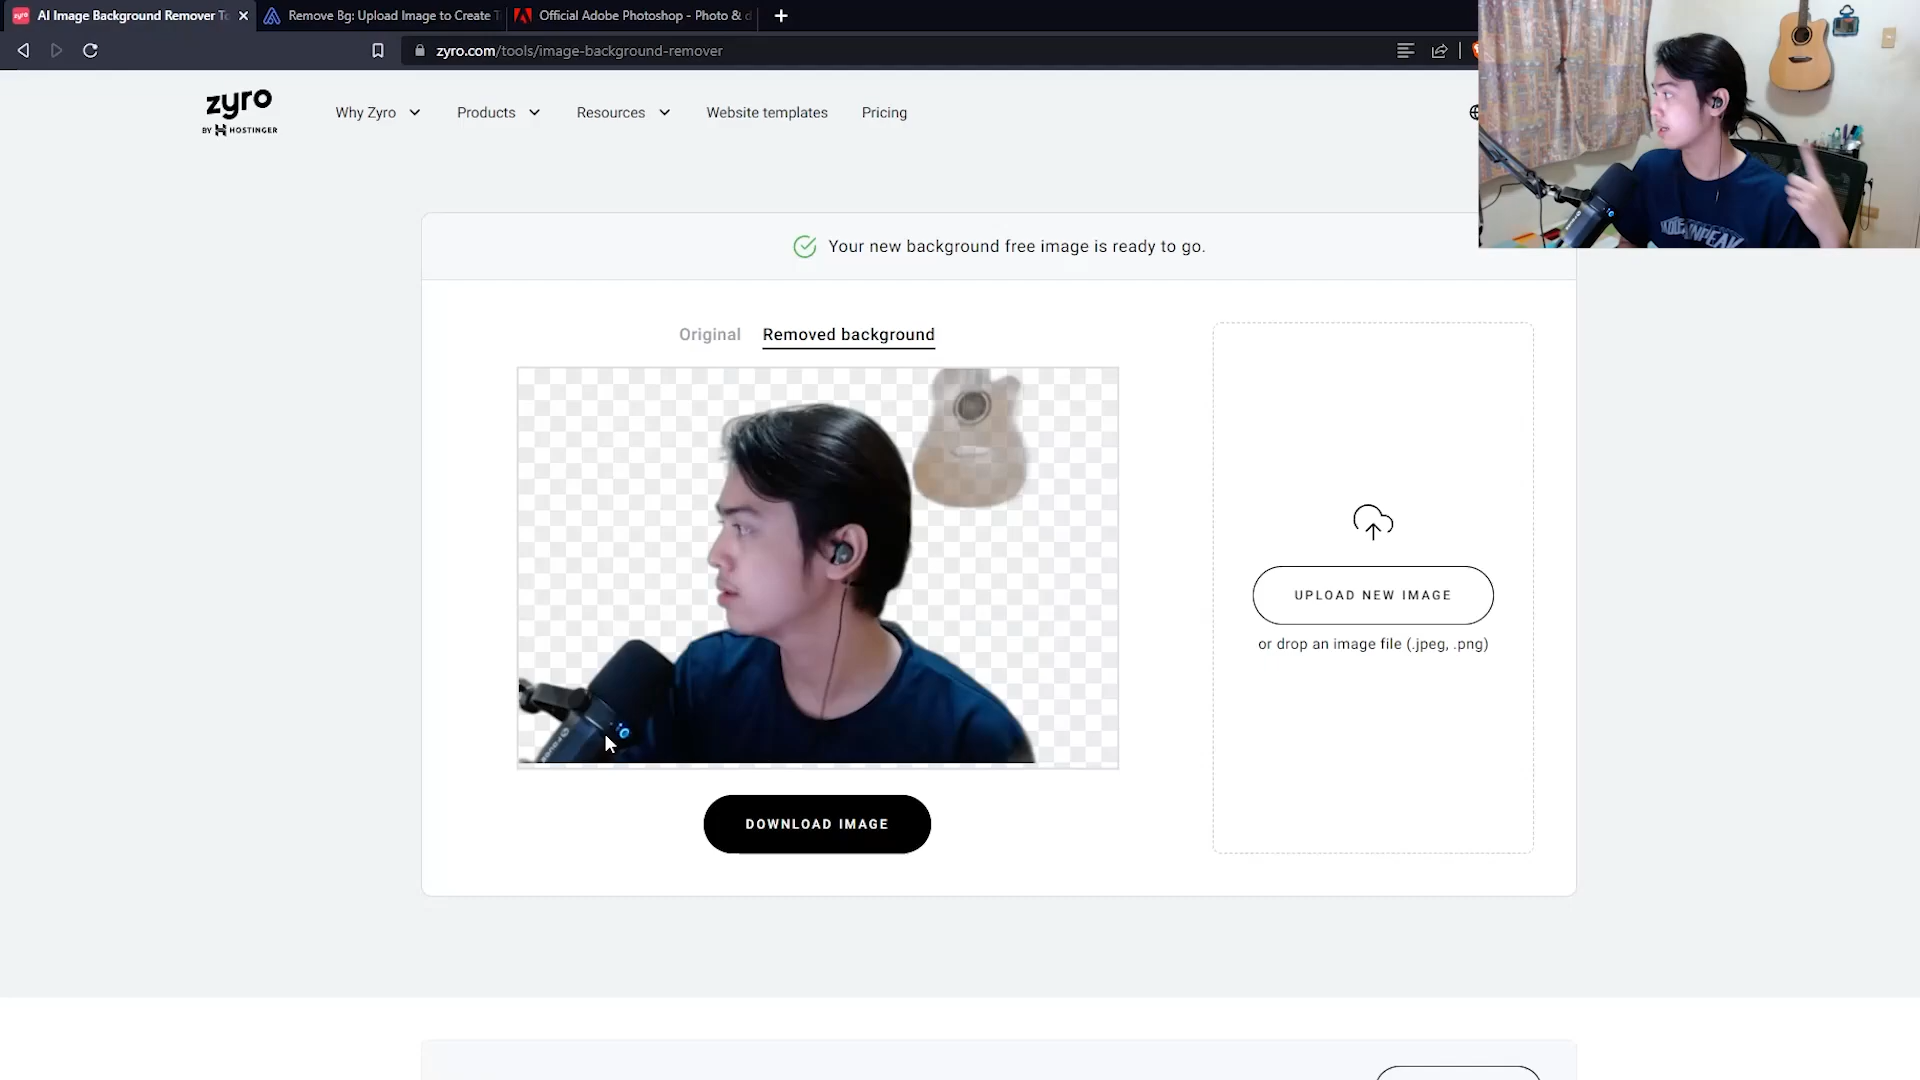 AI Image Background Remover To
Remove Bg: Upload Image to Create T
Official Adobe Photoshop - Photo & d
zyro.com/tools/image-background-remover
zyro
BY HOSTINGER
Why Zyro
Products
Resources
Website templates
Pricing
Your new background free image is ready to go.
Original
Removed background
UPLOAD NEW IMAGE
or drop an image file (.jpeg, .png)
DOWNLOAD IMAGE